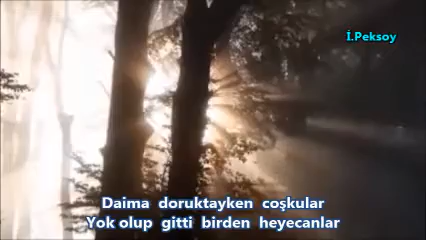 İ.Peksoy
Daima doruktayken coşkular
Yok olup gitti birden heyecanlar